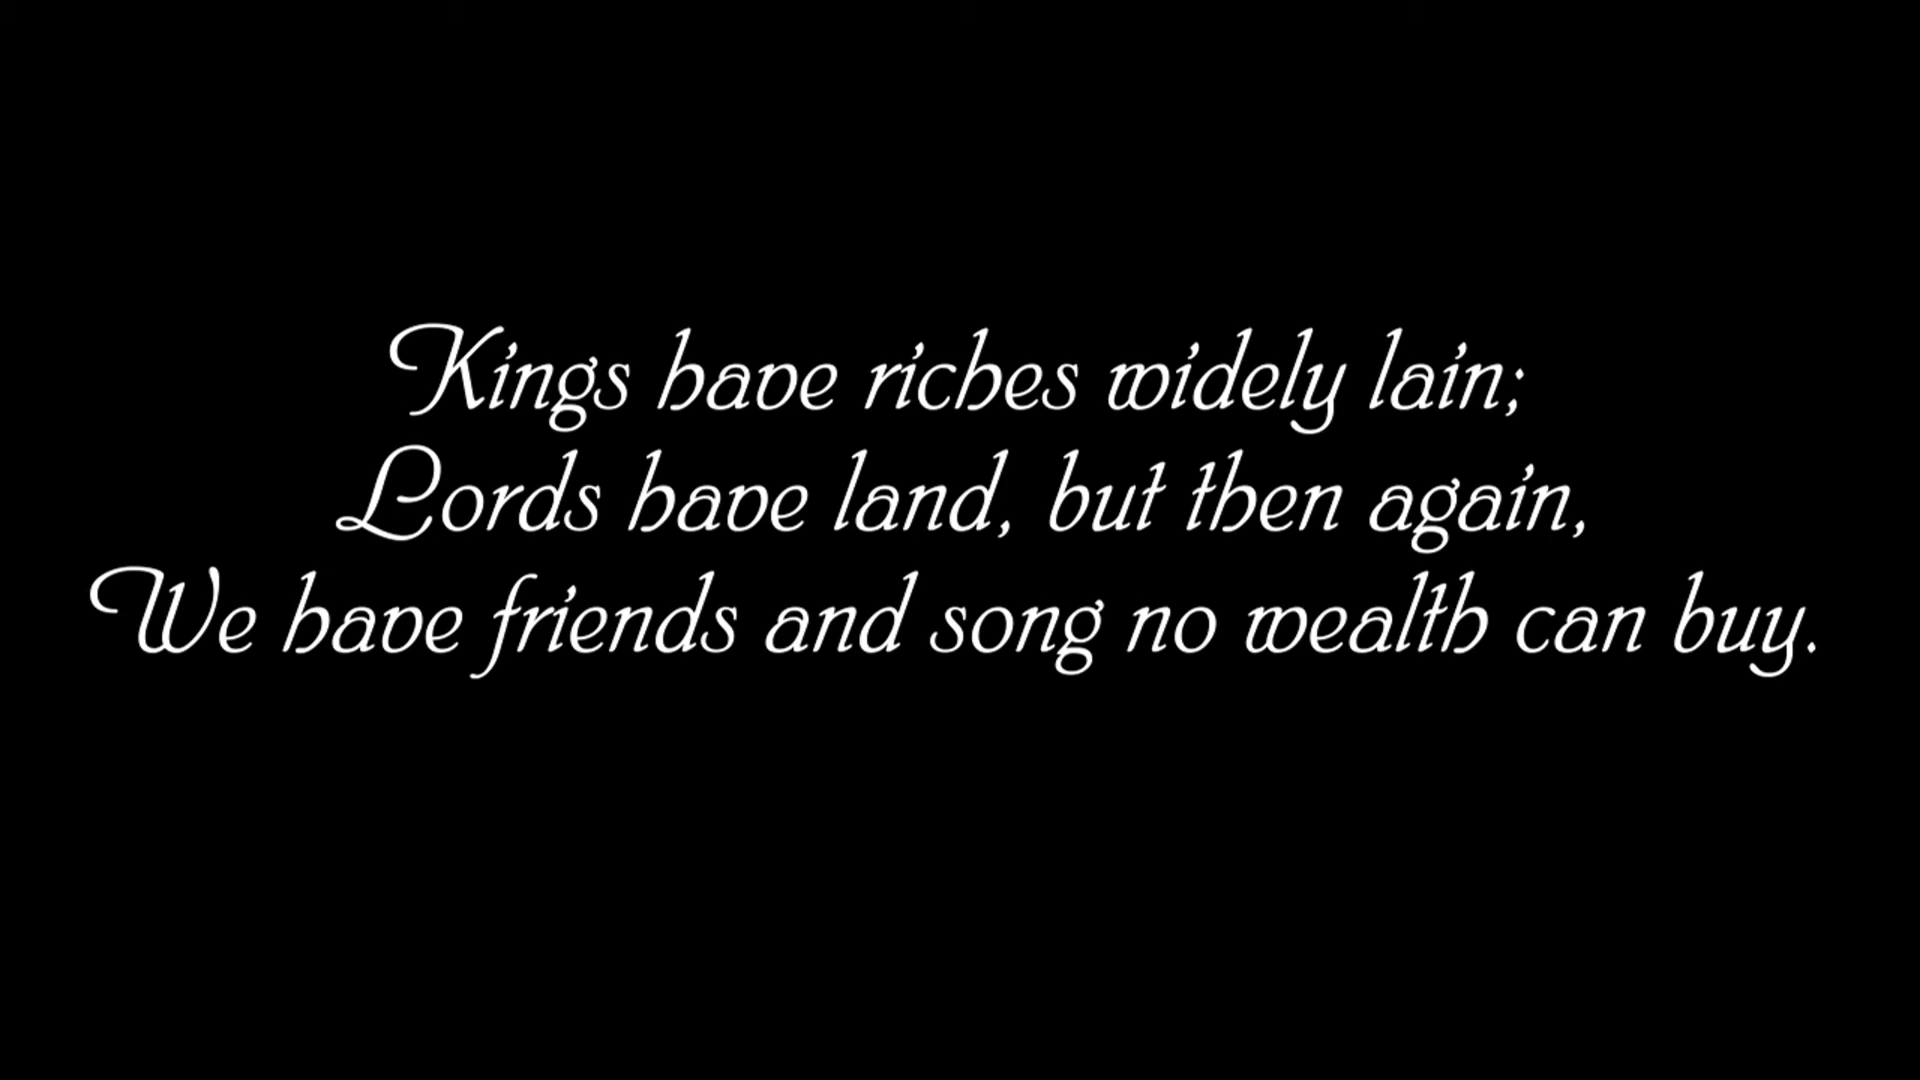 Kings have riches widely lain;
Lords have land, but then again,
We have friends and song no wealth can buy.